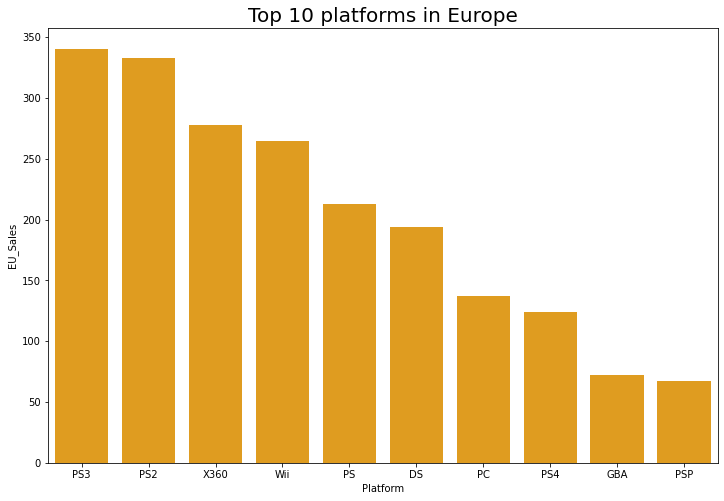 Top 10 platforms in Europe
EU_Sales
350
300
250
200
150
100
50
0
PS3 PS2 X360 Wii PS DS PC PS4 GBA PSP
Platform